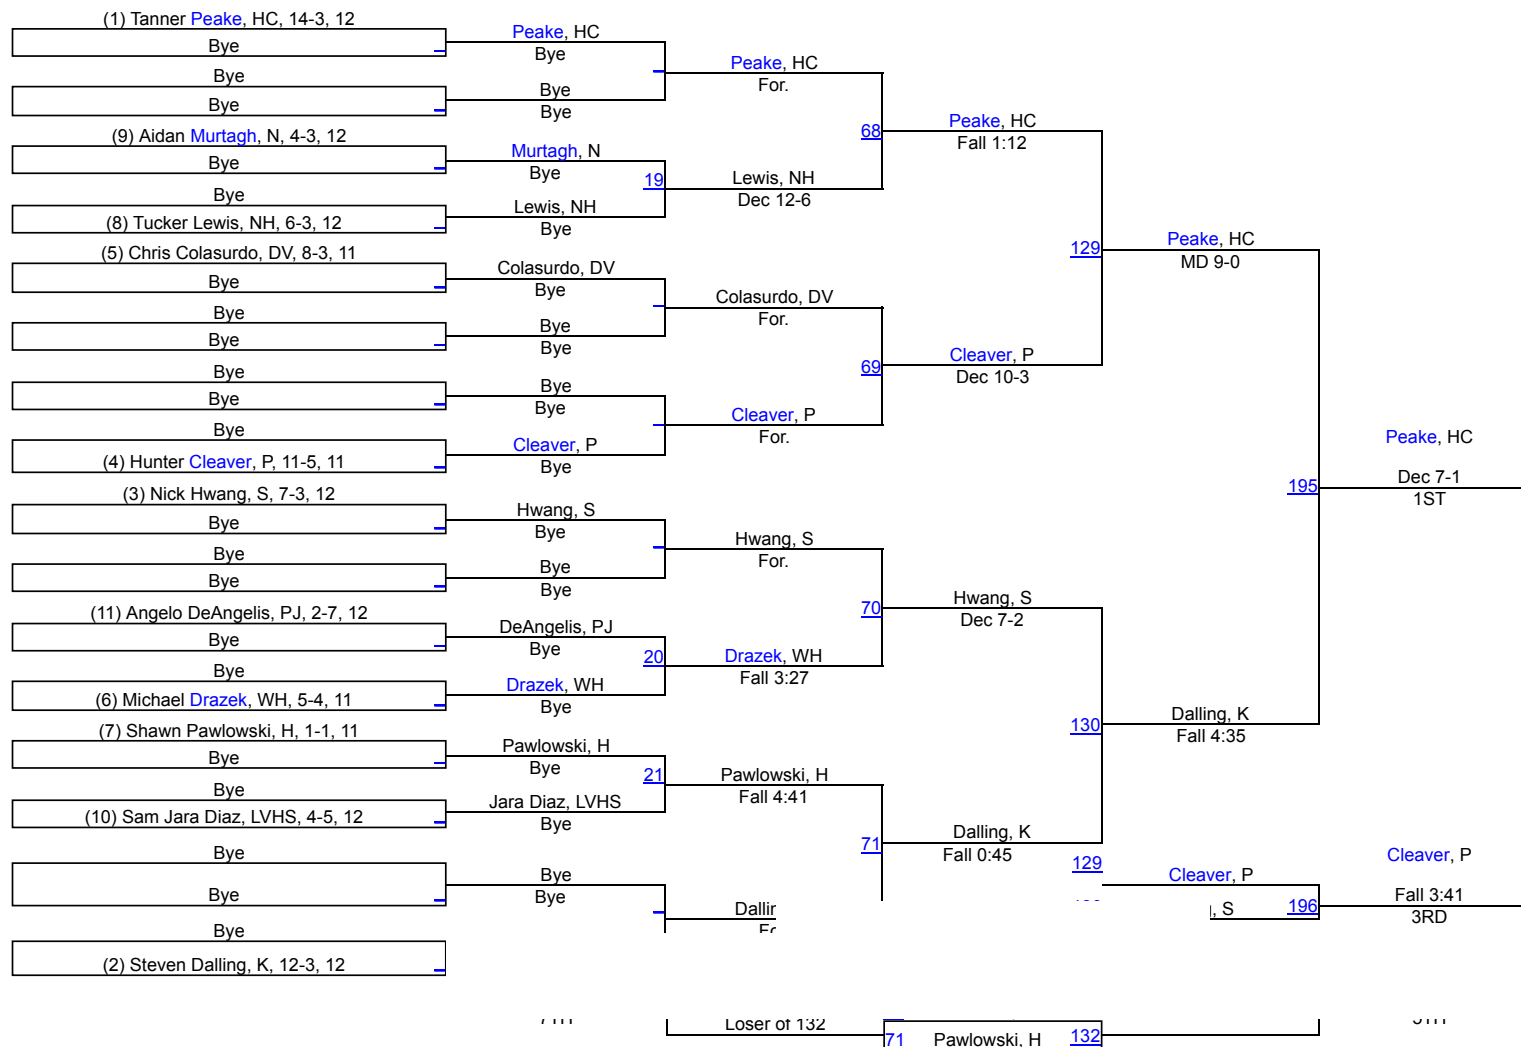 (1) Tanner Peake, HC, 14-3, 12
Bye
Bye
Bye
(9) Aidan Murtagh, N, 4-3, 12
Bye
Bye
(8) Tucker Lewis, NH, 6-3, 12
(5) Chris Colasurdo, DV, 8-3, 11
Bye
Bye
Bye
Bye
Bye
Bye
(4) Hunter Cleaver, P, 11-5, 11
(3) Nick Hwang, S, 7-3, 12
Bye
Bye
Bye
(11) Angelo DeAngelis, PJ, 2-7, 12
Bye
Bye
(6) Michael Drazek, WH, 5-4, 11
(7) Shawn Pawlowski, H, 1-1, 11
Bye
Bye
(10) Sam Jara Diaz, LVHS, 4-5, 12
Bye
Bye
Bye
(2) Steven Dalling, K, 12-3, 12
Peake, HC
Bye
Bye
Bye
Murtagh, N
Bye
19
Lewis, NH
Bye
Colasurdo, DV
Bye
Bye
Bye
Bye
Bye
Cleaver, P
Bye
Hwang, S
Bye
Bye
Bye
DeAngelis, PJ
Bye
20
Drazek, WH
Bye
Pawlowski, H
Bye
21
Jara Diaz, LVHS
Bye
Bye
Bye
Peake, HC
For.
68
Lewis, NH
Dec 12-6
Colasurdo, DV
For.
69
Cleaver, P
For.
Hwang, S
For.
70
Drazek, WH
Fall 3:27
Pawlowski, H
Fall 4:41
71
Loser of 132
Peake, HC
Fall 1:12
129
Cleaver, P
Dec 10-3
Hwang, S
Dec 7-2
130
Dalling, K
Fall 0:45
129
71 Pawlowski, H 132
Peake, HC
MD 9-0
195
Dalling, K
Fall 4:35
Cleaver, P
, S 196
Peake, HC
Dec 7-1
1ST
Cleaver, P
Fall 3:41
3RD